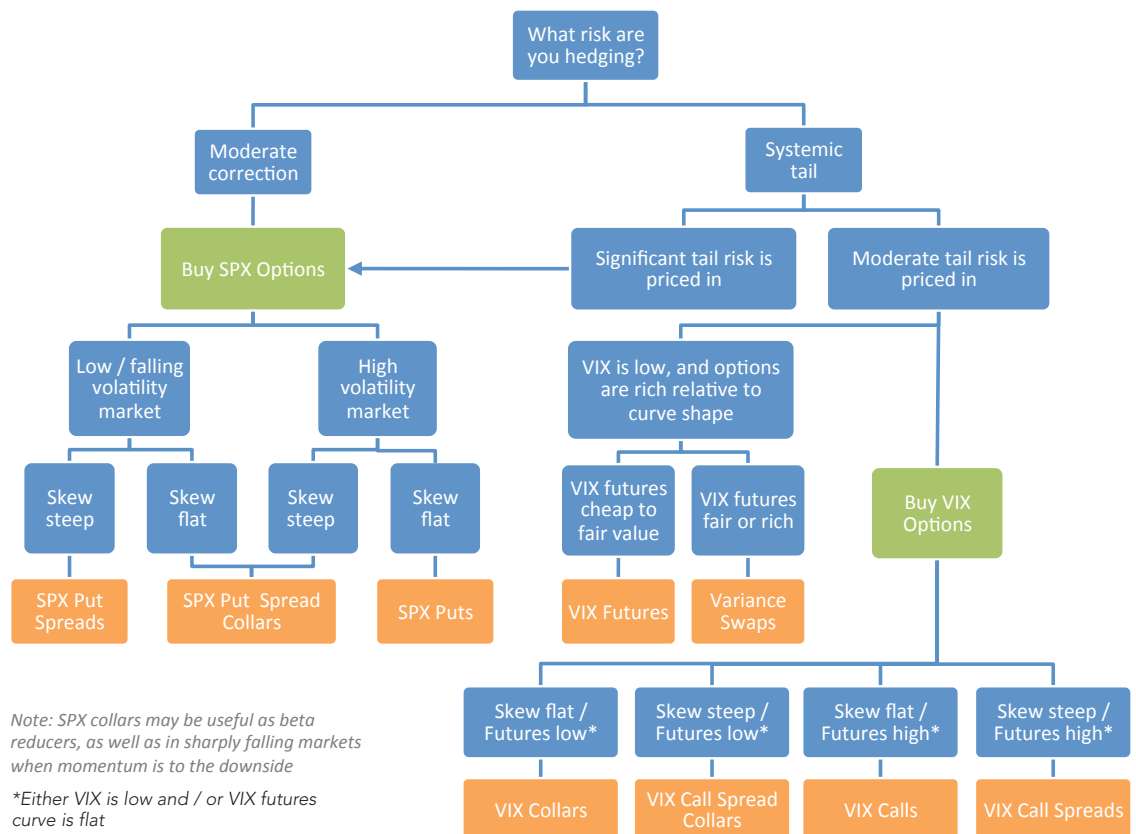 What risk are
you hedging?
Moderate
correction
Systemic
tail
Buy SPX Options
Significant tail risk is
priced in
Moderate tail risk is
priced in
Low / falling
volatility
market
High
volatility
market
VIX is low, and options
are rich relative to
curve shape
Skew
steep
Skew
flat
Skew
steep
Skew
flat
VIX futures
cheap to
fair value
VIX futures
fair or rich
Buy VIX
Options
SPX Put
Spreads
SPX Put Spread
Collars
SPX Puts
VIX Futures
Variance
Swaps
Skew flat /
Futures low*
Skew steep /
Futures low*
Skew flat /
Futures high*
Skew steep /
Futures high*
VIX Collars
VIX Call Spread
Collars
VIX Calls
VIX Call Spreads
Note: SPX collars may be useful as beta
reducers, as well as in sharply falling markets
when momentum is to the downside
*Either VIX is low and / or VIX futures
curve is flat